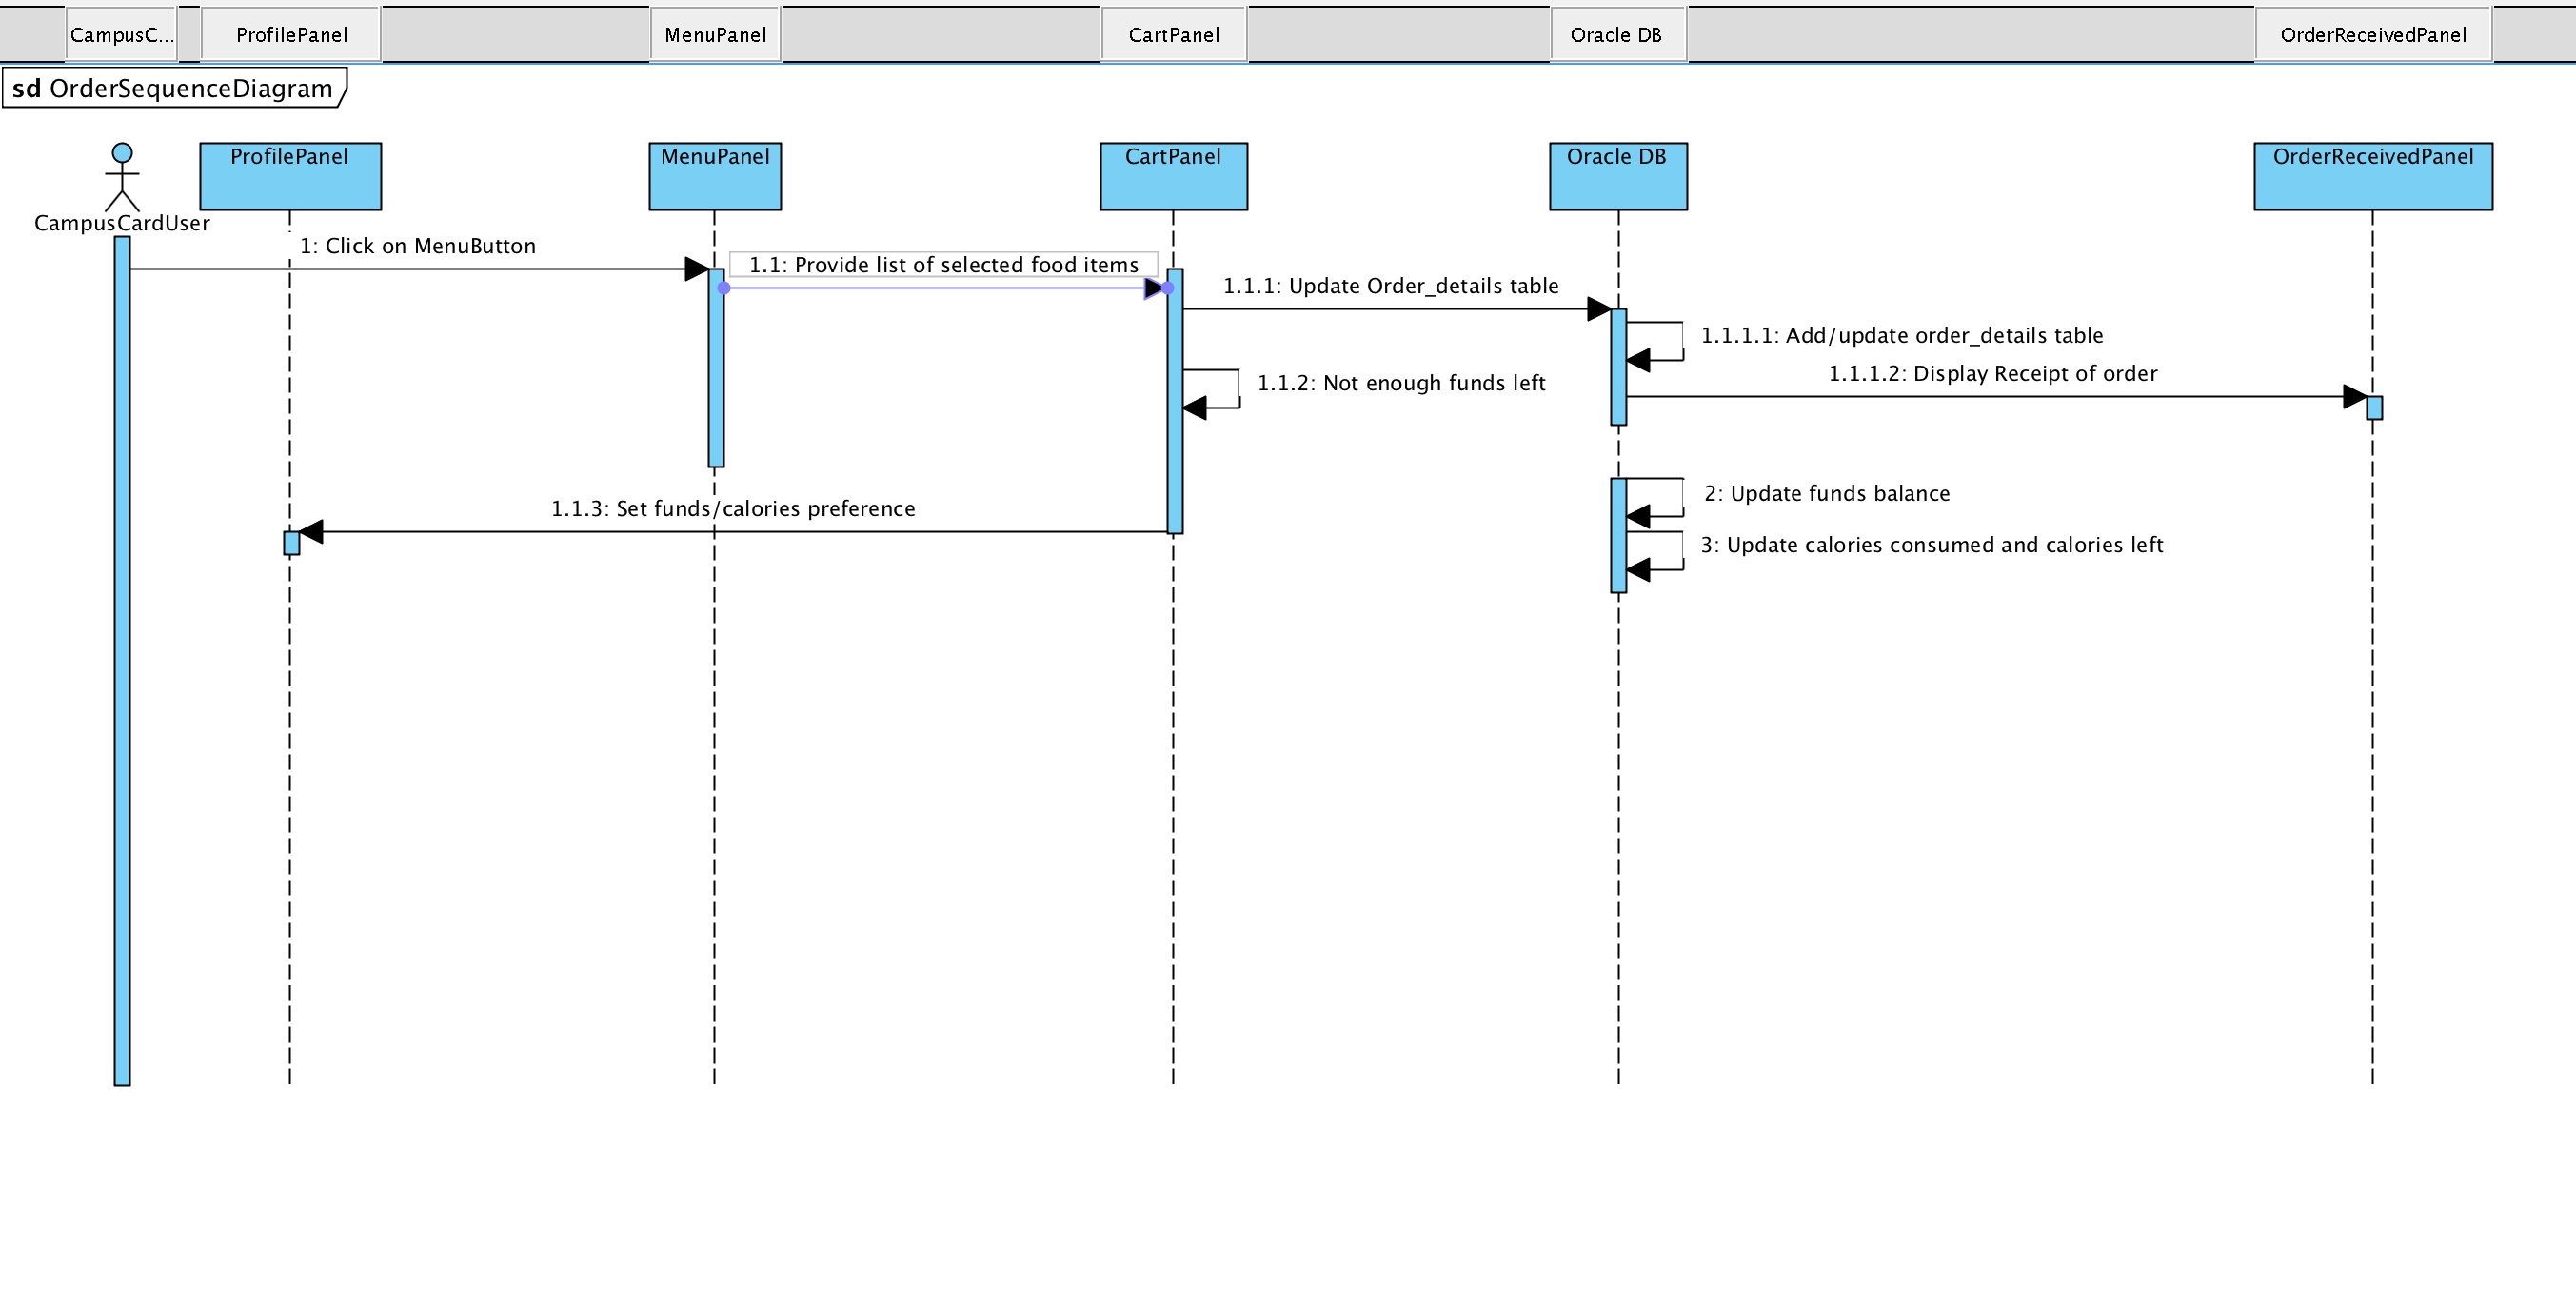 CampusC...
ProfilePanel
MenuPanel
CartPanel
Oracle DB
OrderReceivedPanel
sd OrderSequenceDiagram
CampusCardUser
ProfilePanel
MenuPanel
CartPanel
Oracle DB
OrderReceivedPanel
1: Click on MenuButton
1.1: Provide list of selected food items
1.1.1: Update Order_details table
1.1.1.1: Add/update order_details table
1.1.1.2: Display Receipt of order
1.1.2: Not enough funds left
2: Update funds balance
1.1.3: Set funds/calories preference
3: Update calories consumed and calories left